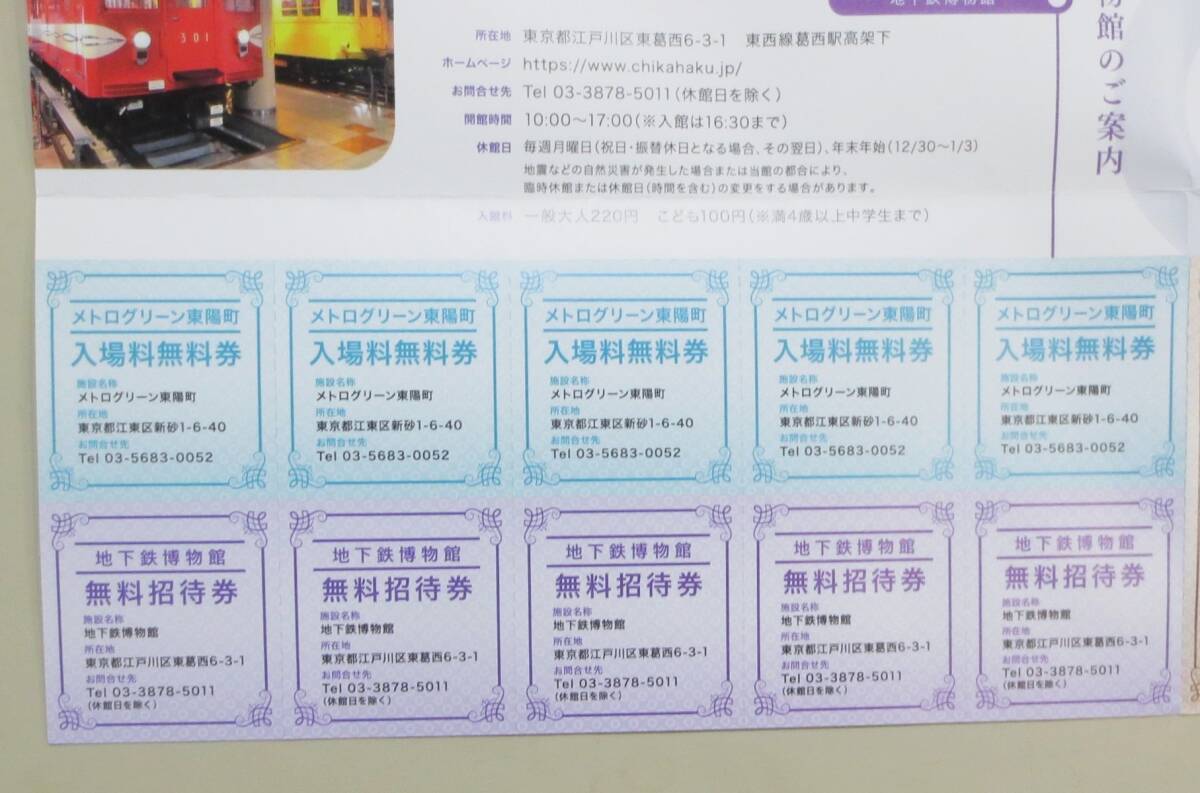 地下鉄博物館
物館のご案内
301
所在地 東京都江戸川区東葛西6-3-1 東西線葛西駅高架下
ホームページ https://www.chikahaku.jp/
お問合せ先 Tel 03-3878-5011(休館日を除く)
開館時間 10:00〜17:00(※入館は16:30まで)
休館日 毎週月曜日(祝日・振替休日となる場合、その翌日)、年末年始(12/30〜1/3)
地震などの自然災害が発生した場合または当館の都合により、
臨時休館または休館日(時間を含む)の変更をする場合があります。
入館料 一般大人220円 こども100円(※満4歳以上中学生まで)
メトログリーン東陽町
入場料無料券
施設名称
メトログリーン東陽町
所在地
東京都江東区新砂1-6-40
お問合せ先
Tel 03-5683-0052
メトログリーン東陽町
入場料無料券
施設名称
メトログリーン東陽町
所在地
東京都江東区新砂1-6-40
お問合せ先
Tel 03-5683-0052
メトログリーン東陽町
入場料無料券
施設名称
メトログリーン東陽町
所在地
東京都江東区新砂1-6-40
お問合せ先
Tel 03-5683-0052
メトログリーン東陽町
入場料無料券
施設名称
メトログリーン東陽町
所在地
東京都江東区新砂1-6-40
お問合せ先
Tel 03-5683-0052
メトログリーン東陽町
入場料無料券
施設名称
メトログリーン東陽町
所在地
東京都江東区新砂1-6-40
お問合せ先
Tel 03-5683-0052
地下鉄博物館
無料招待券
施設名称
地下鉄博物館
所在地
東京都江戸川区東葛西6-3-1
お問合せ先
Tel 03-3878-5011
(休館日を除く)
地下鉄博物館
無料招待券
施設名称
地下鉄博物館
所在地
東京都江戸川区東葛西6-3-1
お問合せ先
Tel 03-3878-5011
(休館日を除く)
地下鉄博物館
無料招待券
施設名称
地下鉄博物館
所在地
東京都江戸川区東葛西6-3-1
お問合せ先
Tel 03-3878-5011
(休館日を除く)
地下鉄博物館
無料招待券
施設名称
地下鉄博物館
所在地
東京都江戸川区東葛西6-3-1
お問合せ先
Tel 03-3878-5011
(休館日を除く)
地下鉄博物館
無料招待券
施設名称
地下鉄博物館
所在地
東京都江戸川区東葛西6-3-1
お問合せ先
Tel 03-3878-5011
(休館日を除く)